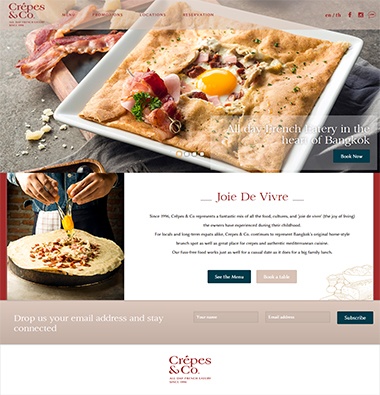 Crêpes
& Co.
ALL DAY FRENCH EATERY
SINCE 1996
MENU PROMOTIONS LOCATIONS RESERVATION
en / th
All day French Eatery in the
heart of Bangkok
Book Now
Joie De Vivre
Since 1996, Crêpes & Co represents a fantastic mix of all the food, cultures, and 'joie de vivre' (the joy of living)
the owners have experienced during their childhood.
For locals and long term expats alike, Crepes & Co. continues to represent Bangkok's original home-style
brunch spot as well as great place for crepes and authentic mediterranean cuisine.
Our fuss-free food works just as well for a casual date as it does for a big family lunch.
See the Menu
Book a table
Drop us your email address and stay
connected
Your name
Email address
Subscribe
Crêpes
& Co.
ALL DAY FRENCH EATERY
SINCE 1996